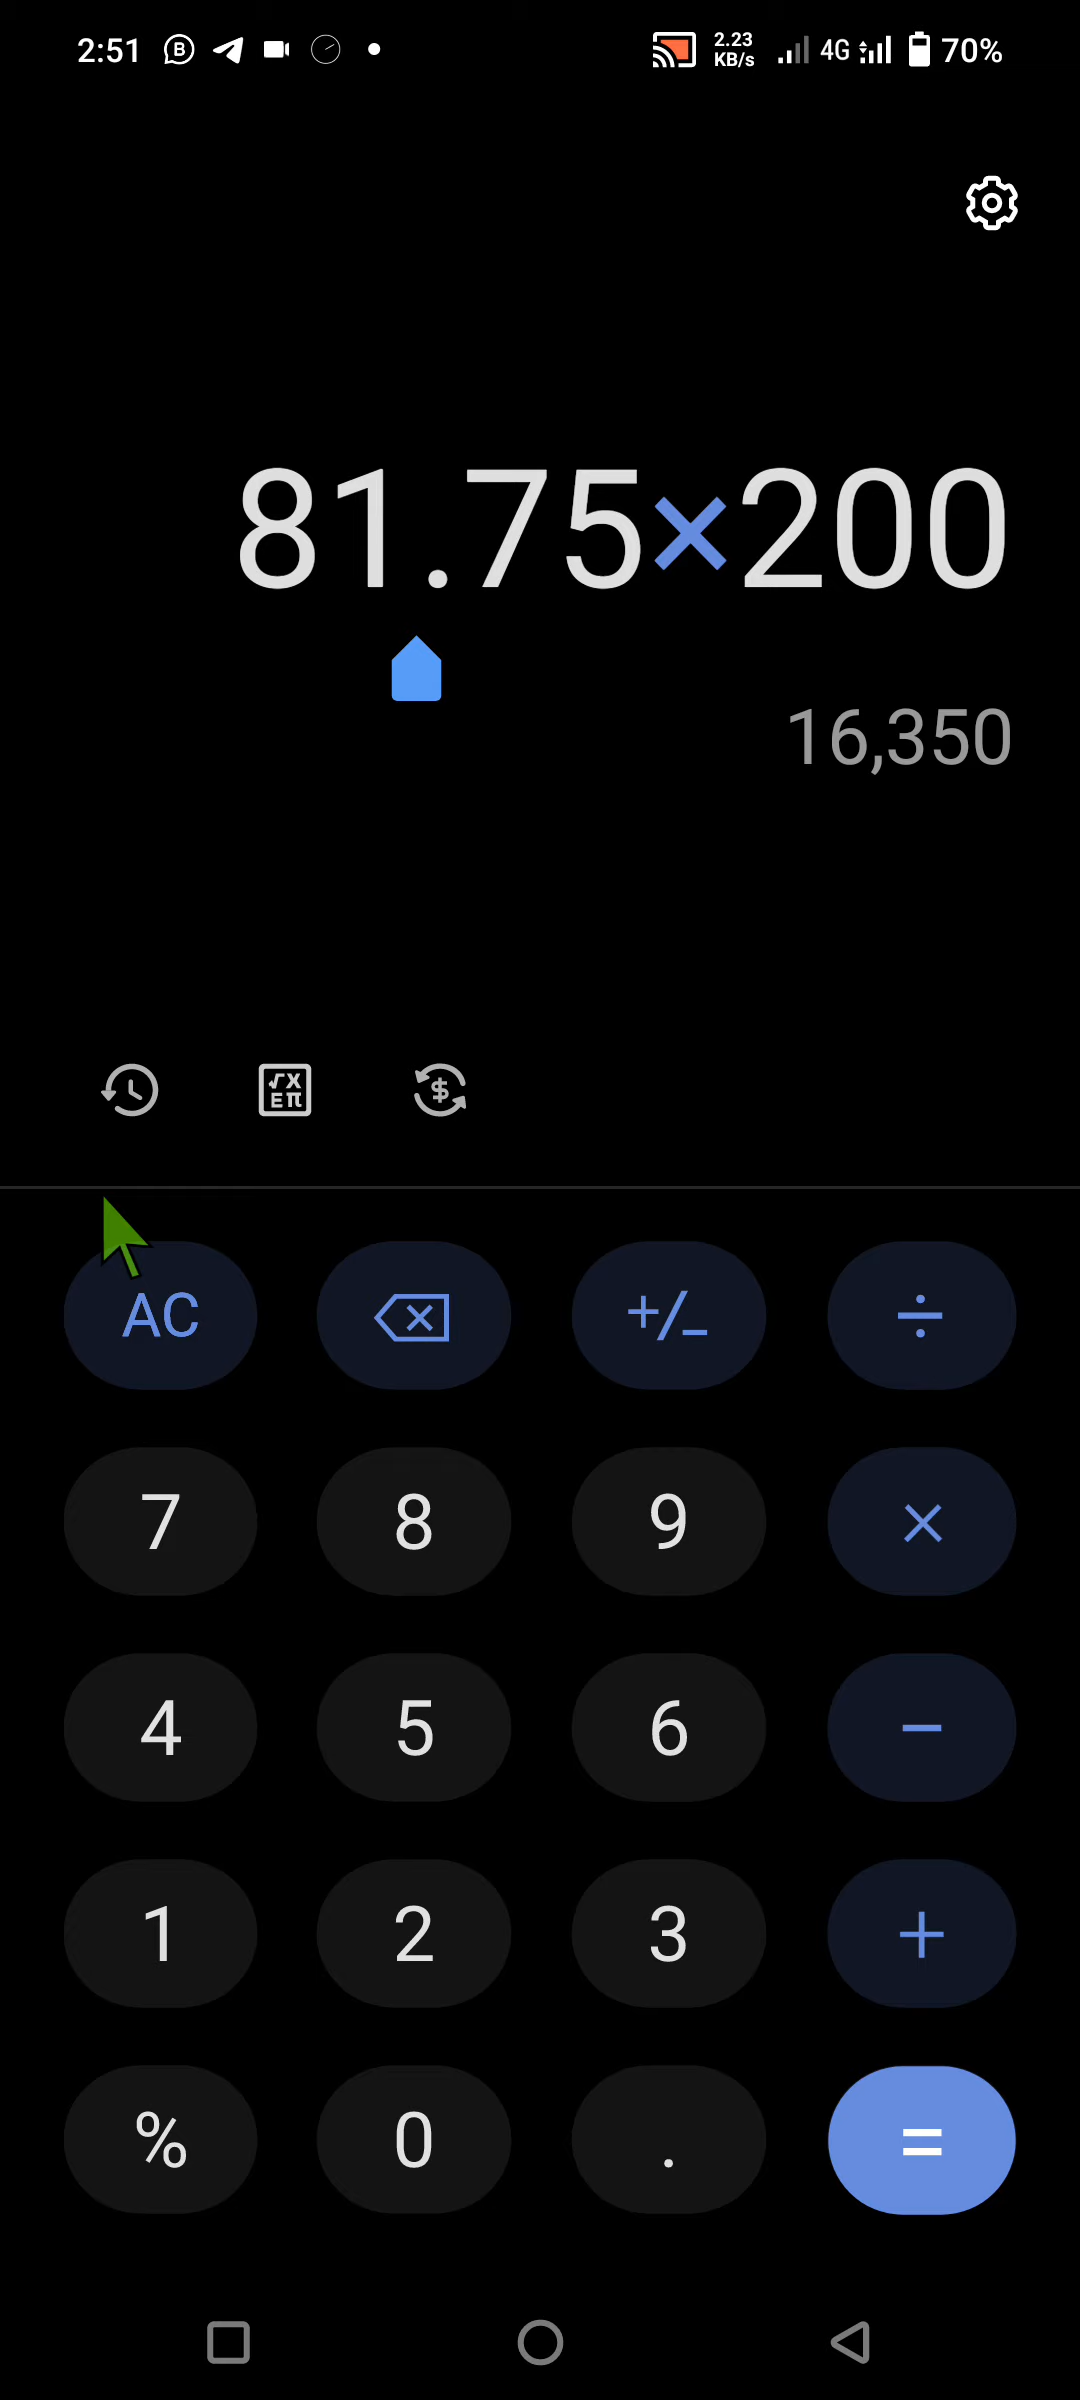 2:51 2.23 KB/s 4G 70%
81.75×200
16,350
√x
Eπ
$
AC +/− ÷
7 8 9 ×
4 5 6 −
1 2 3 +
% 0 . =